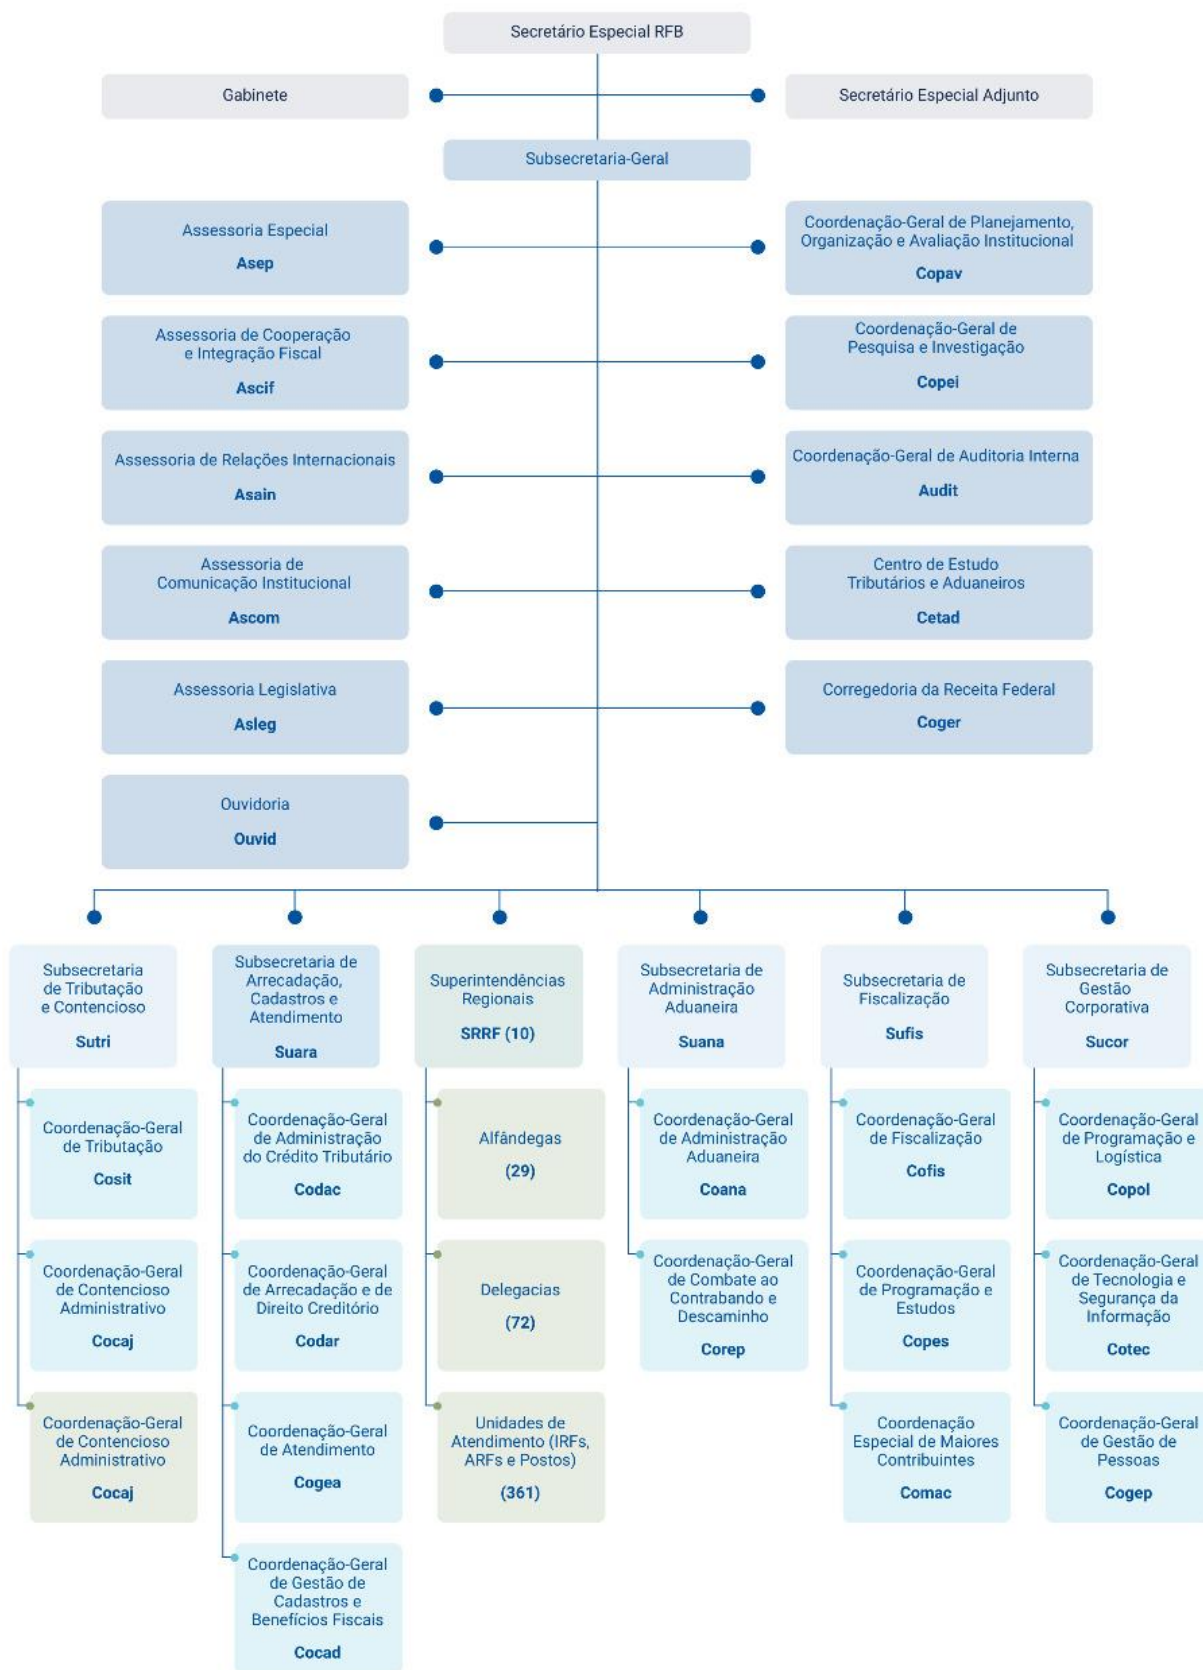 Secretário Especial RFB
Gabinete
Secretário Especial Adjunto
Subsecretaria-Geral
Assessoria Especial
Asep
Coordenação-Geral de Planejamento,
Organização e Avaliação Institucional
Copav
Assessoria de Cooperação
e Integração Fiscal
Ascif
Coordenação-Geral de
Pesquisa e Investigação
Copei
Assessoria de Relações Internacionais
Asain
Coordenação-Geral de Auditoria Interna
Audit
Assessoria de
Comunicação Institucional
Ascom
Centro de Estudo
Tributários e Aduaneiros
Cetad
Assessoria Legislativa
Asleg
Corregedoria da Receita Federal
Coger
Ouvidoria
Ouvid
Subsecretaria
de Tributação
e Contencioso
Sutri
Subsecretaria de
Arrecadação,
Cadastros e
Atendimento
Suara
Superintendências
Regionais
SRRF (10)
Subsecretaria de
Administração
Aduaneira
Suana
Subsecretaria
de Fiscalização
Sufis
Subsecretaria de
Gestão
Corporativa
Sucor
Coordenação-Geral
de Tributação
Cosit
Coordenação-Geral
de Administração
do Crédito Tributário
Codac
Alfândegas
(29)
Coordenação-Geral
de Administração
Aduaneira
Coana
Coordenação-Geral
de Fiscalização
Cofis
Coordenação-Geral
de Programação e
Logística
Copol
Coordenação-Geral
de Contencioso
Administrativo
Cocaj
Coordenação-Geral
de Arrecadação e de
Direito Creditório
Codar
Delegacias
(72)
Coordenação-Geral
de Combate ao
Contrabando e
Descaminho
Corep
Coordenação-Geral
de Programação e
Estudos
Copes
Coordenação-Geral
de Tecnologia e
Segurança da
Informação
Cotec
Coordenação-Geral
de Contencioso
Administrativo
Cocaj
Coordenação-Geral
de Atendimento
Cogea
Unidades de
Atendimento (IRFs,
ARFs e Postos)
(361)
Coordenação
Especial de Maiores
Contribuintes
Comac
Coordenação-Geral
de Gestão de
Pessoas
Cogep
Coordenação-Geral
de Gestão de
Cadastros e
Benefícios Fiscais
Cocad